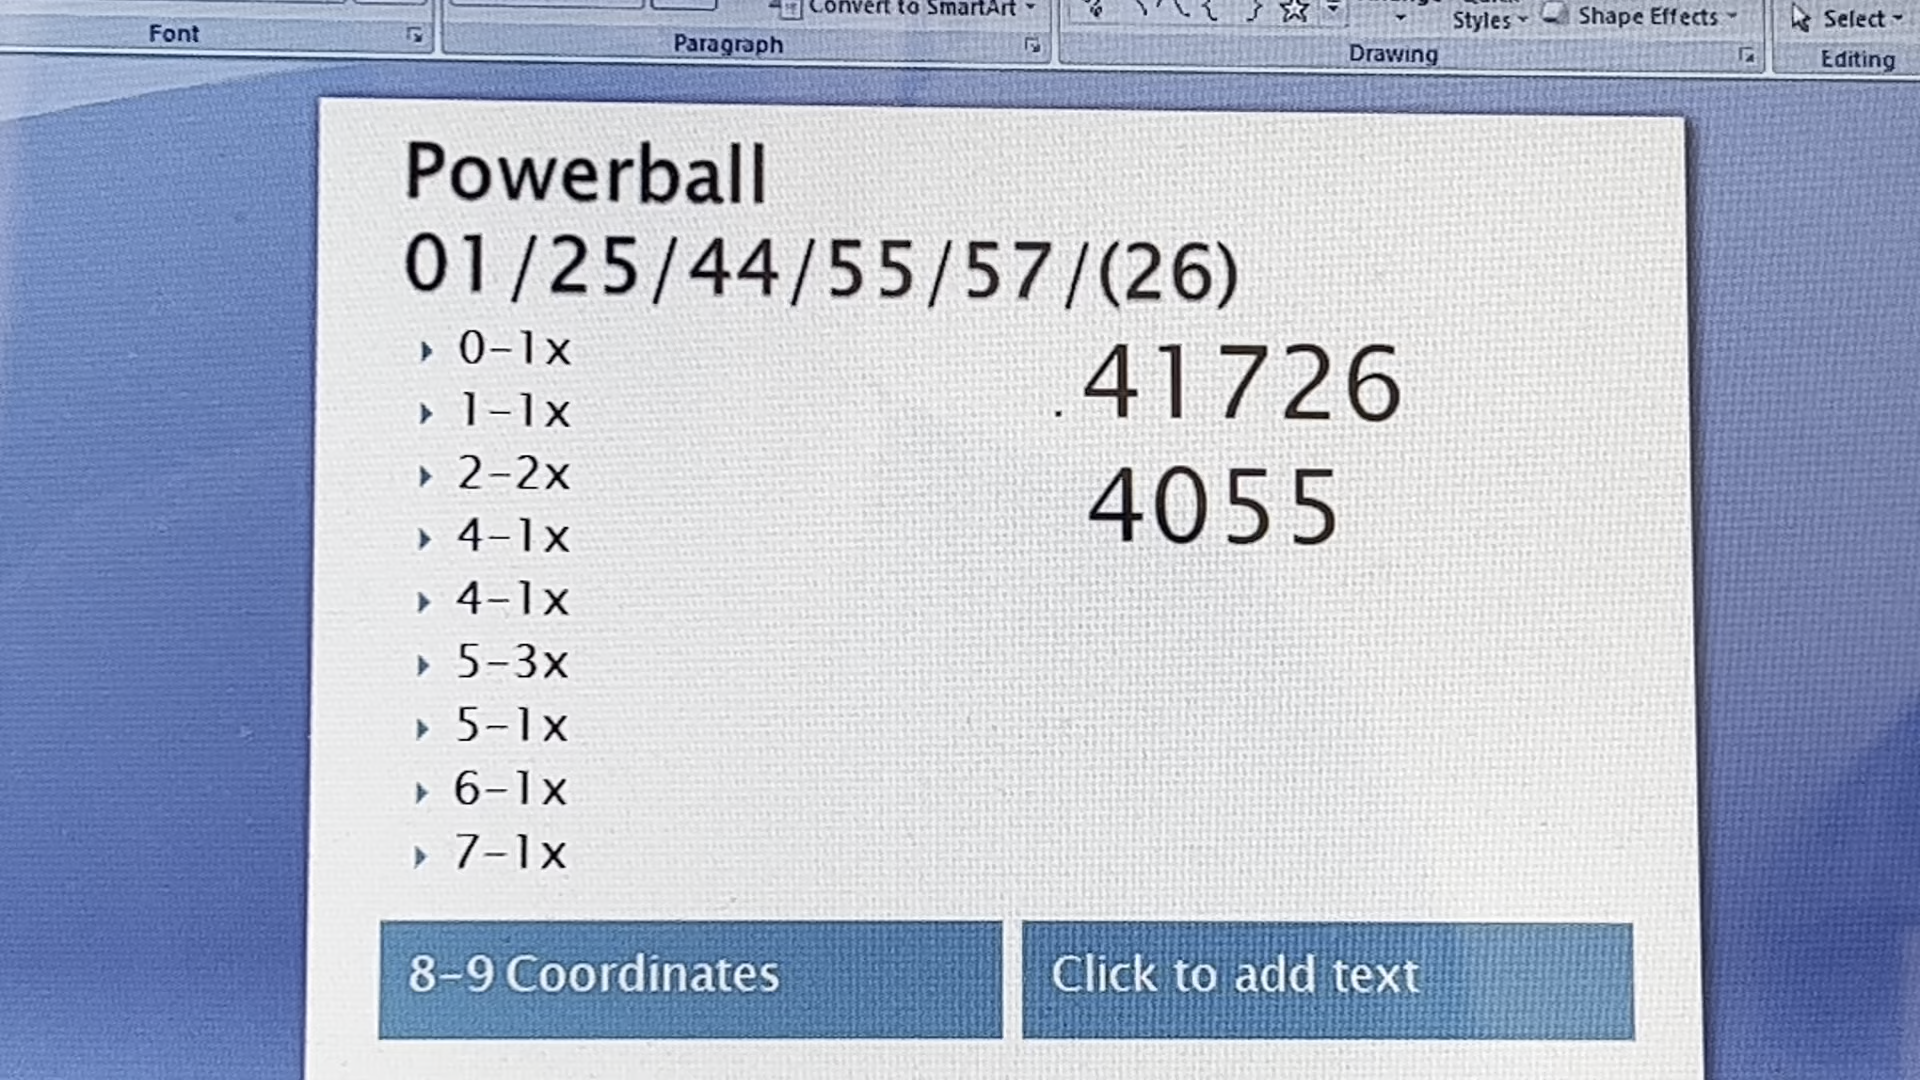 Convert to SmartArt
Styles
Shape Effects
Select
Font
Paragraph
Drawing
Editing
Powerball
01/25/44/55/57/(26)
0-1x
1-1x
2-2x
4-1x
4-1x
5-3x
5-1x
6-1x
7-1x
.41726
4055
8-9 Coordinates
Click to add text